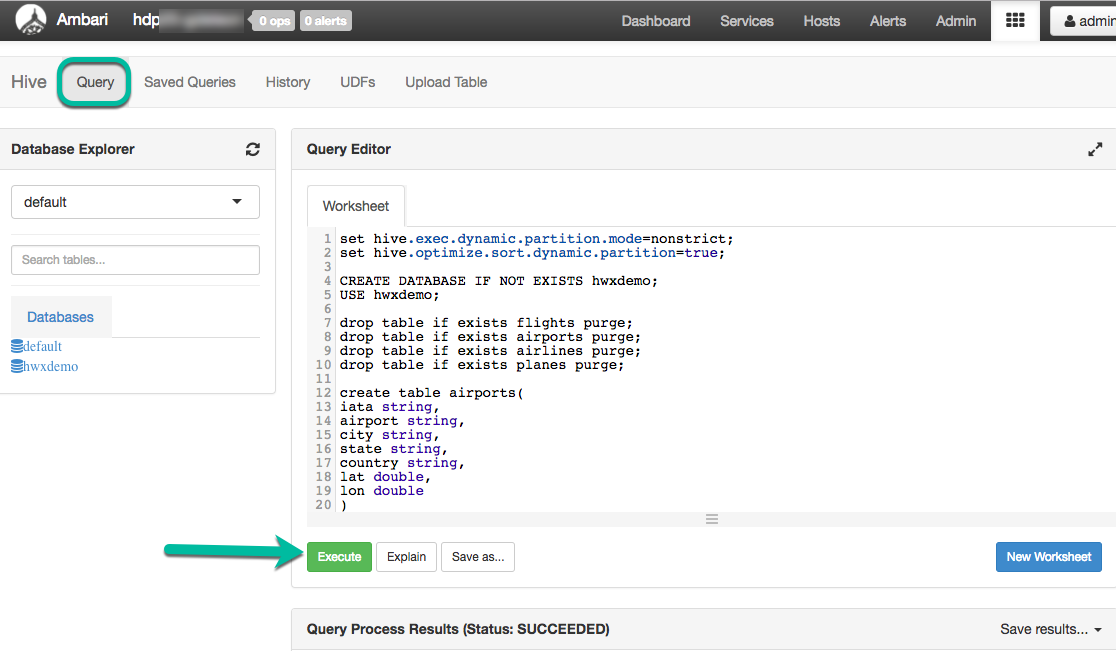 Ambari hdp 0 ops 0 alerts Dashboard Services Hosts Alerts Admin admin
Hive Query Saved Queries History UDFs Upload Table
Database Explorer
default
Search tables...
Databases
default
hwxdemo
Query Editor
Worksheet
1 set hive.exec.dynamic.partition.mode=nonstrict;
2 set hive.optimize.sort.dynamic.partition=true;
3
4 CREATE DATABASE IF NOT EXISTS hwxdemo;
5 USE hwxdemo;
6
7 drop table if exists flights purge;
8 drop table if exists airports purge;
9 drop table if exists airlines purge;
10 drop table if exists planes purge;
11
12 create table airports(
13 iata string,
14 airport string,
15 city string,
16 state string,
17 country string,
18 lat double,
19 lon double
20 )
Execute Explain Save as... New Worksheet
Query Process Results (Status: SUCCEEDED) Save results...